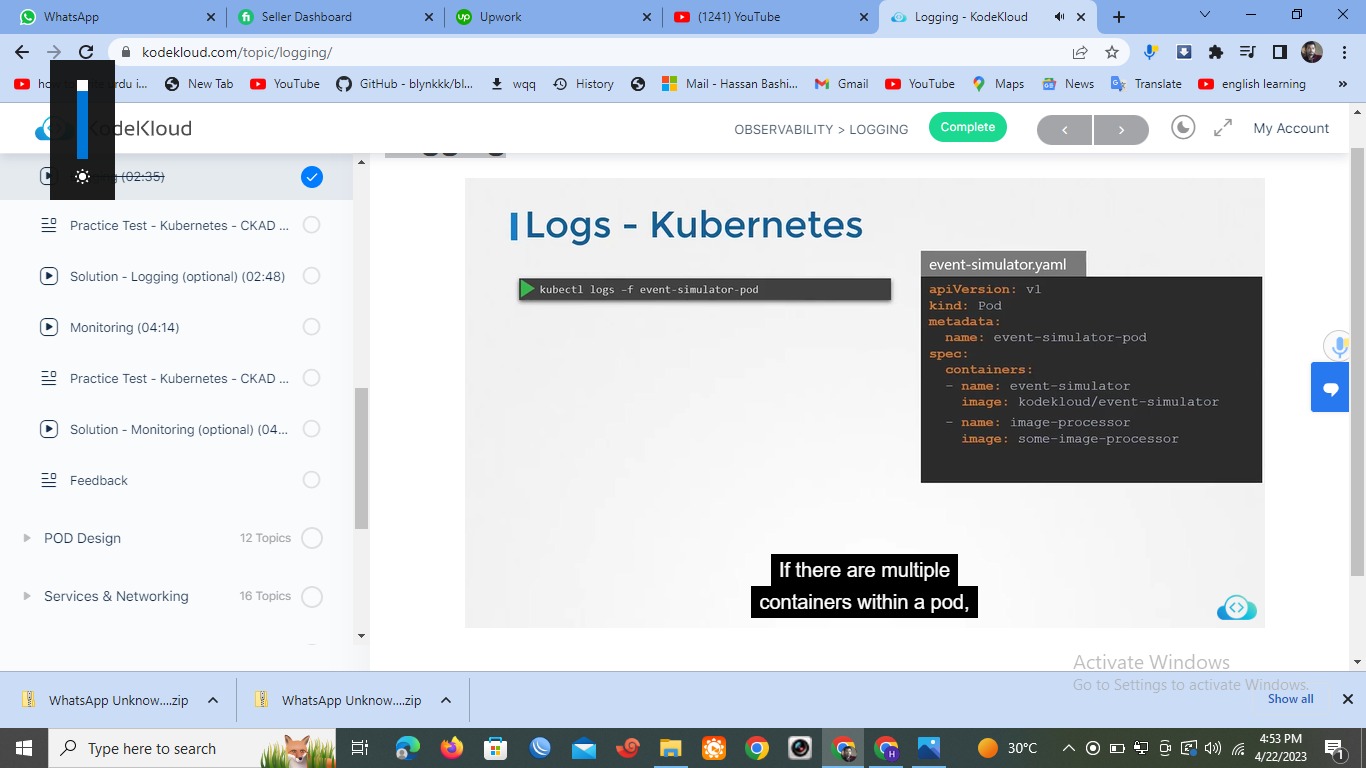 WhatsApp
Seller Dashboard
Upwork
(1241) YouTube
Logging - KodeKloud
kodekloud.com/topic/logging/
New Tab
YouTube
GitHub - blynkkk/bl...
wqq
History
Mail - Hassan Bashi...
Gmail
YouTube
Maps
News
Translate
english learning
KodeKloud
OBSERVABILITY > LOGGING
Complete
My Account
(02:35)
Practice Test - Kubernetes - CKAD ...
Solution - Logging (optional) (02:48)
Monitoring (04:14)
Practice Test - Kubernetes - CKAD ...
Solution - Monitoring (optional) (04...
Feedback
POD Design
12 Topics
Services & Networking
16 Topics
Logs - Kubernetes
kubectl logs –f event-simulator-pod
event-simulator.yaml
apiVersion: v1
kind: Pod
metadata:
name: event-simulator-pod
spec:
containers:
- name: event-simulator
image: kodekloud/event-simulator
- name: image-processor
image: some-image-processor
If there are multiple
containers within a pod,
Activate Windows
Go to Settings to activate Windows.
WhatsApp Unknow....zip
WhatsApp Unknow....zip
Show all
Type here to search
30°C
4:53 PM
4/22/2023